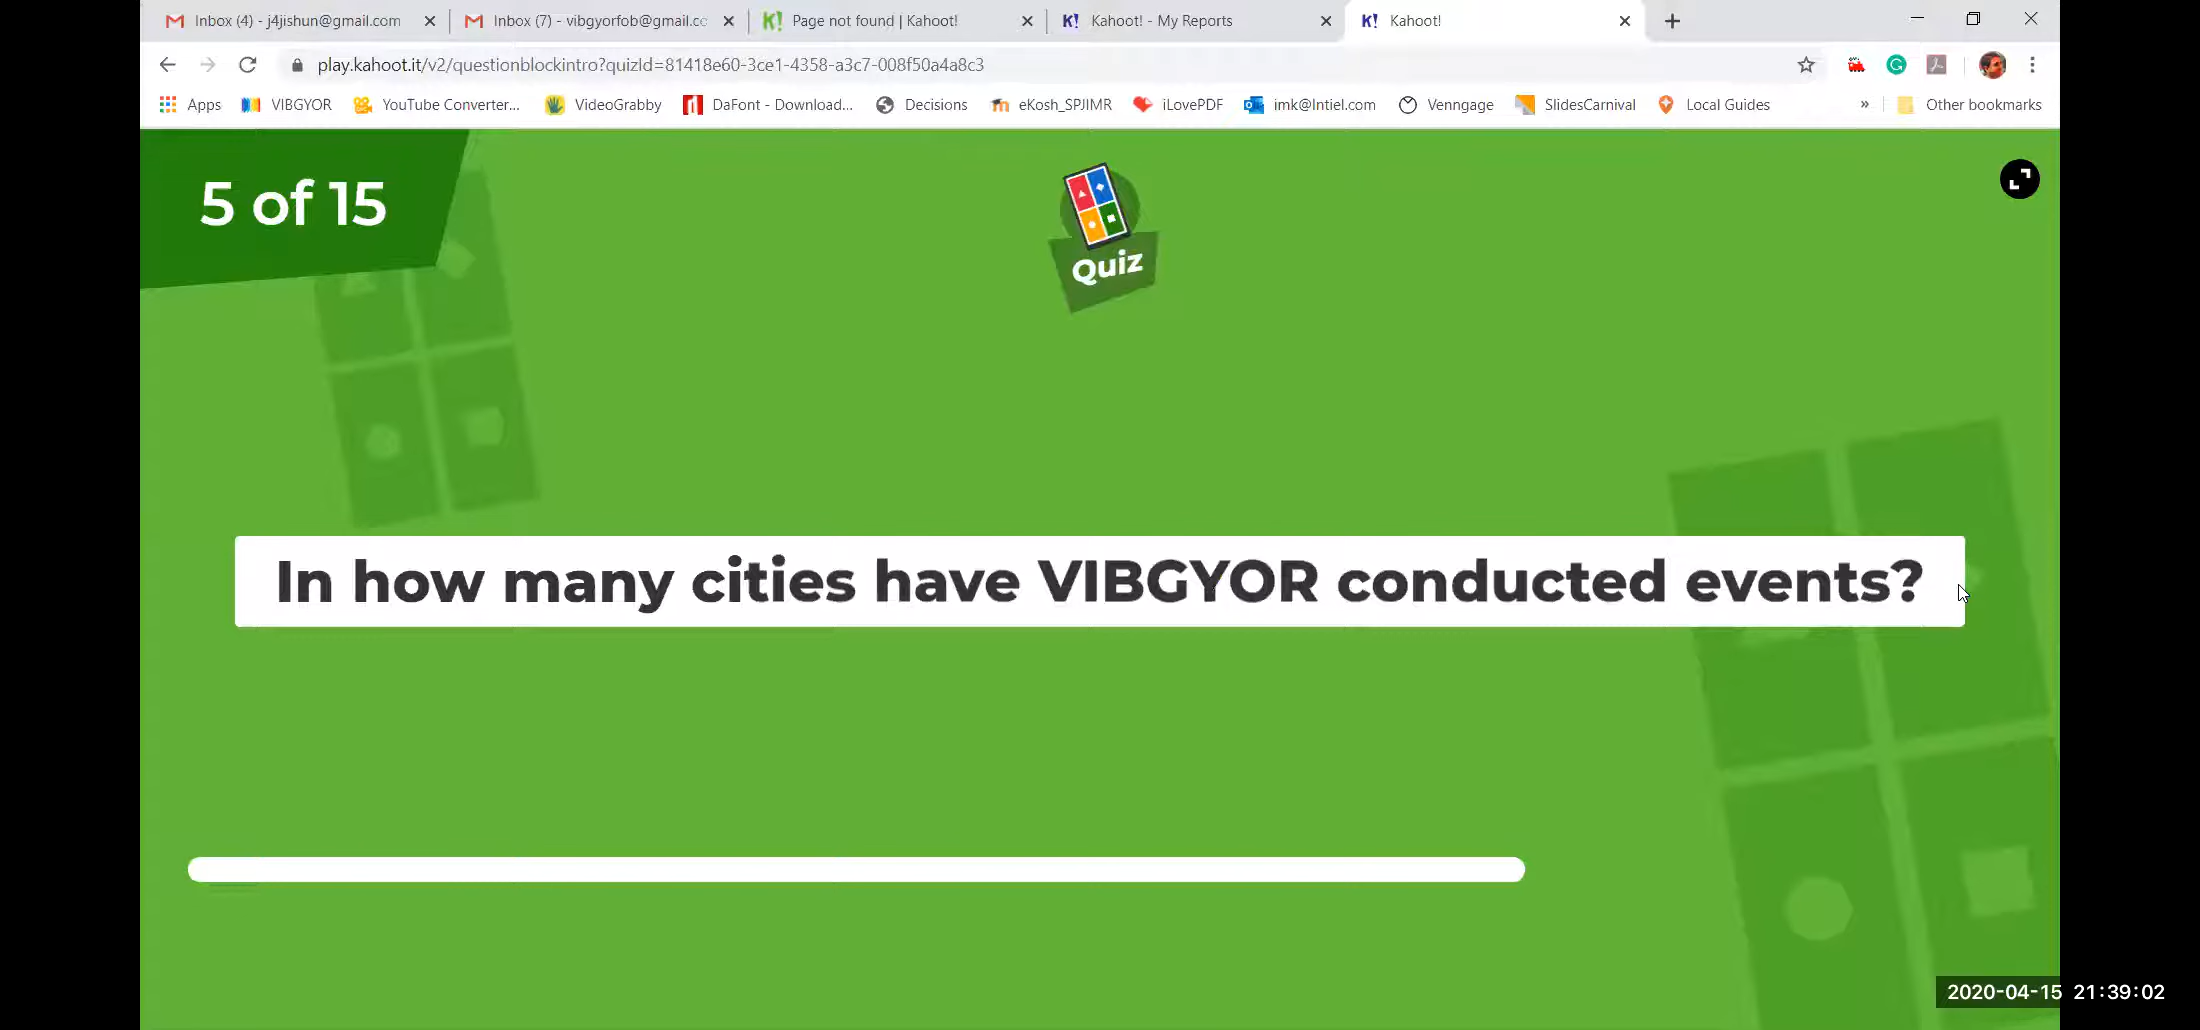 Inbox (4) - j4jishun@gmail.com
Inbox (7) - vibgyorfob@gmail.cc
Page not found | Kahoot!
Kahoot! - My Reports
Kahoot!
play.kahoot.it/v2/questionblockintro?quizId=81418e60-3ce1-4358-a3c7-008f50a4a8c3
Apps VIBGYOR YouTube Converter... VideoGrabby DaFont - Download... Decisions eKosh_SPJIMR iLovePDF imk@Intiel.com Venngage SlidesCarnival Local Guides » Other bookmarks
5 of 15
Quiz
In how many cities have VIBGYOR conducted events?
2020-04-15 21:39:02